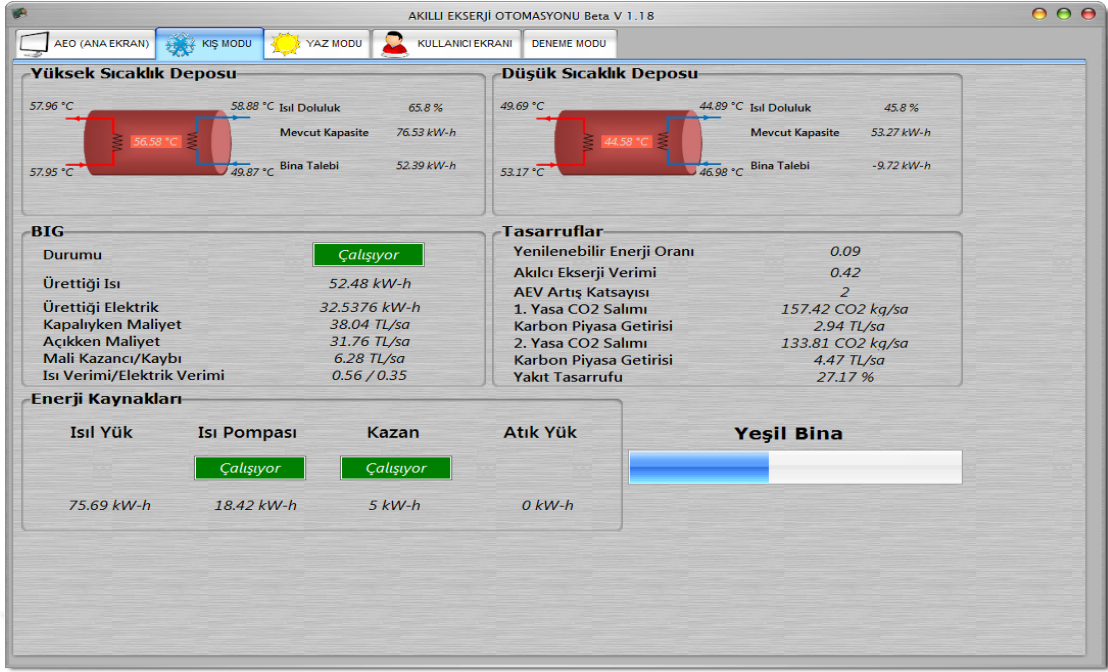 AKILLI EKSERJİ OTOMASYONU Beta V 1.18
AEO (ANA EKRAN) KIŞ MODU YAZ MODU KULLANICI EKRANI DENEME MODU
Yüksek Sıcaklık Deposu
57.96 °C 58.88 °C Isıl Doluluk 65.8 %
56.58 °C Mevcut Kapasite 76.53 kW-h
57.95 °C 49.87 °C Bina Talebi 52.39 kW-h
Düşük Sıcaklık Deposu
49.69 °C 44.89 °C Isıl Doluluk 45.8 %
44.58 °C Mevcut Kapasite 53.27 kW-h
53.17 °C 46.98 °C Bina Talebi -9.72 kW-h
BIG
Durumu Çalışıyor
Ürettiği Isı 52.48 kW-h
Ürettiği Elektrik 32.5376 kW-h
Kapalıyken Maliyet 38.04 TL/sa
Açıkken Maliyet 31.76 TL/sa
Mali Kazancı/Kaybı 6.28 TL/sa
Isı Verimi/Elektrik Verimi 0.56 / 0.35
Tasarruflar
Yenilenebilir Enerji Oranı 0.09
Akılcı Ekserji Verimi 0.42
AEV Artış Katsayısı 2
1. Yasa CO2 Salımı 157.42 CO2 kg/sa
Karbon Piyasa Getirisi 2.94 TL/sa
2. Yasa CO2 Salımı 133.81 CO2 kg/sa
Karbon Piyasa Getirisi 4.47 TL/sa
Yakıt Tasarrufu 27.17 %
Enerji Kaynakları
Isıl Yük Isı Pompası Kazan Atık Yük
Çalışıyor Çalışıyor
75.69 kW-h 18.42 kW-h 5 kW-h 0 kW-h
Yeşil Bina